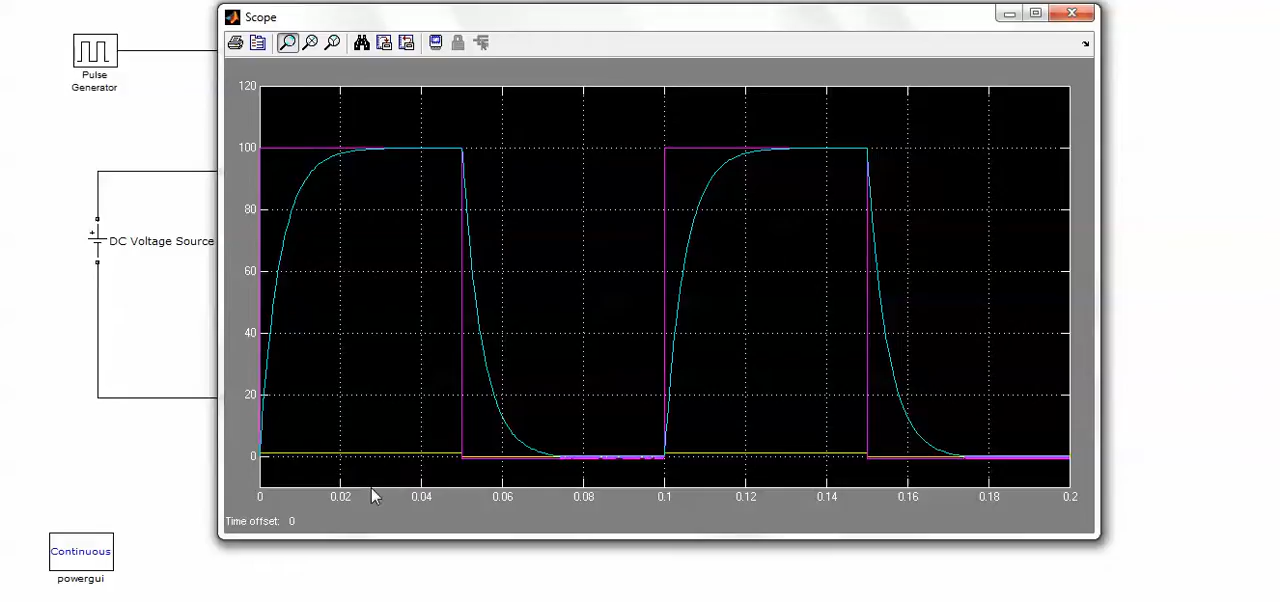 Scope
Pulse
Generator
120
100
80
60
40
20
0
0 0.02 0.04 0.06 0.08 0.1 0.12 0.14 0.16 0.18 0.2
Time offset: 0
+
DC Voltage Source
Continuous
powergui